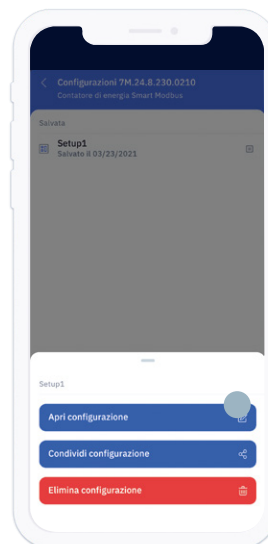 Configurazioni 7M.24.8.230.0210
Contatore di energia Smart Modbus
Salvata
Setup1
Salvato il 03/23/2021
Setup1
Apri configurazione
Condividi configurazione
Elimina configurazione